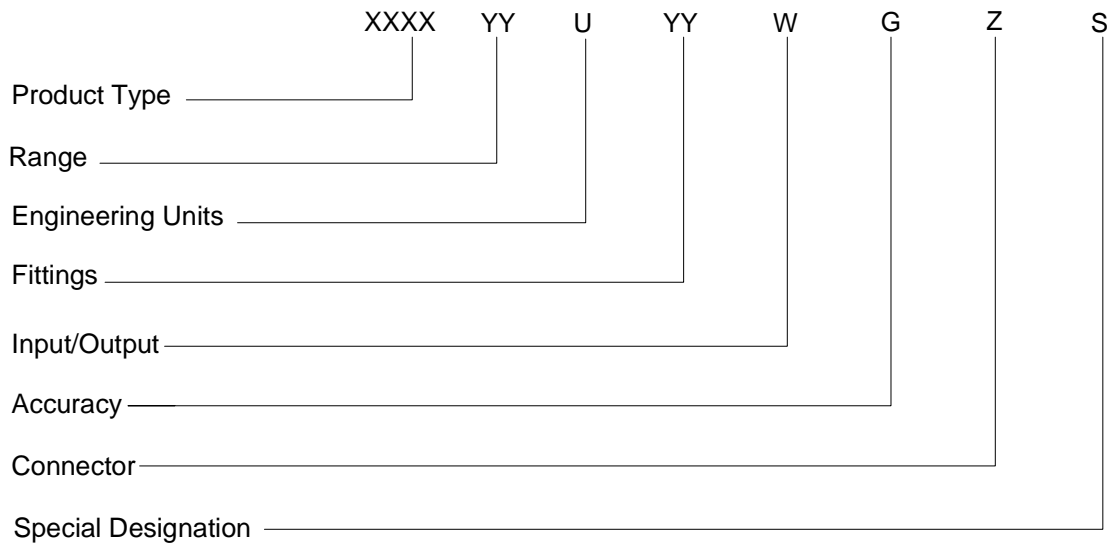 XXXX YY U YY W G Z S
Product Type
Range
Engineering Units
Fittings
Input/Output
Accuracy
Connector
Special Designation